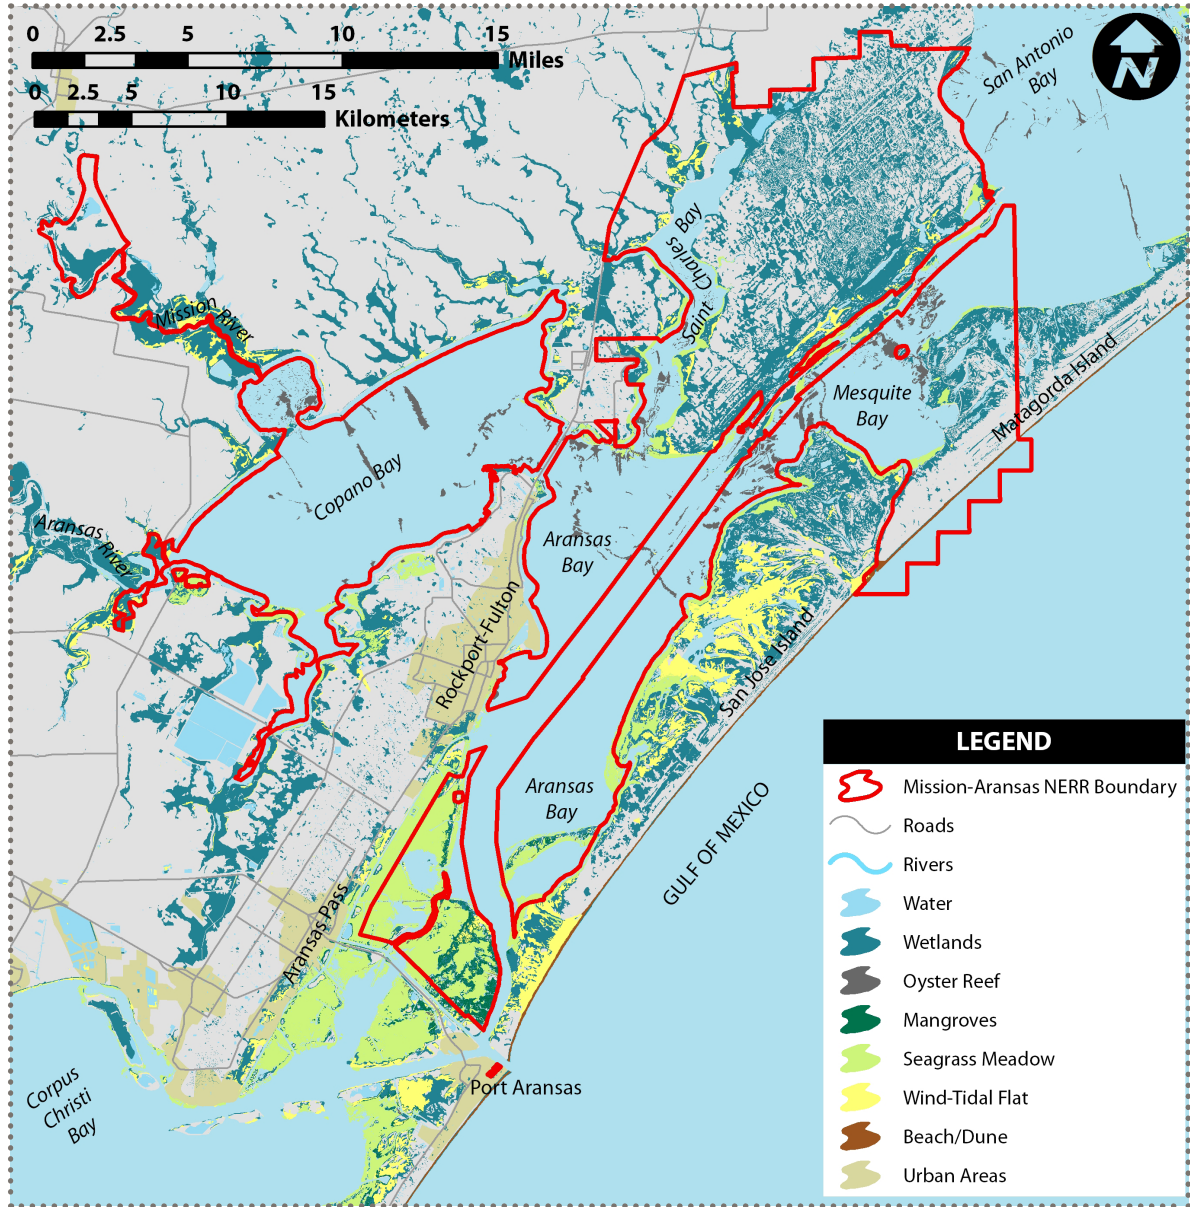 0 2.5 5 10 15
Miles
0 2.5 5 10 15
Kilometers
N
San Antonio
Bay
Saint Charles Bay
Mission
River
Mesquite
Bay
Matagorda Island
Copano Bay
Aransas
River
Aransas
Bay
Rockport-Fulton
San Jose Island
Aransas
Bay
GULF OF MEXICO
Aransas Pass
Corpus
Christi
Bay
Port Aransas
LEGEND
Mission-Aransas NERR Boundary
Roads
Rivers
Water
Wetlands
Oyster Reef
Mangroves
Seagrass Meadow
Wind-Tidal Flat
Beach/Dune
Urban Areas